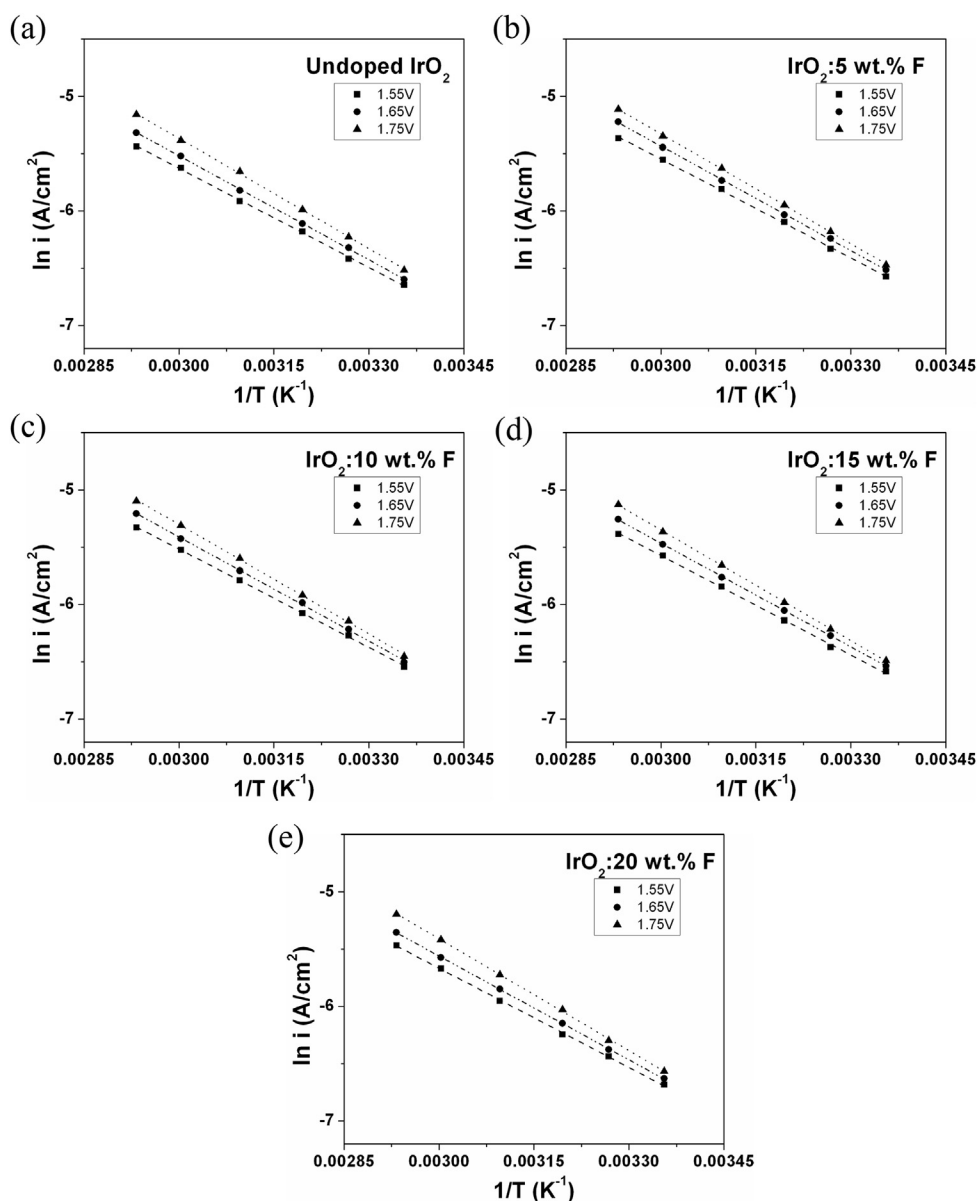 (a)
Undoped IrO₂
1.55V
1.65V
1.75V
-5
-6
-7
ln i (A/cm²)
0.00285 0.00300 0.00315 0.00330 0.00345
1/T (K⁻¹)
(b)
IrO₂:5 wt.% F
1.55V
1.65V
1.75V
-5
-6
-7
ln i (A/cm²)
0.00285 0.00300 0.00315 0.00330 0.00345
1/T (K⁻¹)
(c)
IrO₂:10 wt.% F
1.55V
1.65V
1.75V
-5
-6
-7
ln i (A/cm²)
0.00285 0.00300 0.00315 0.00330 0.00345
1/T (K⁻¹)
(d)
IrO₂:15 wt.% F
1.55V
1.65V
1.75V
-5
-6
-7
ln i (A/cm²)
0.00285 0.00300 0.00315 0.00330 0.00345
1/T (K⁻¹)
(e)
IrO₂:20 wt.% F
1.55V
1.65V
1.75V
-5
-6
-7
ln i (A/cm²)
0.00285 0.00300 0.00315 0.00330 0.00345
1/T (K⁻¹)